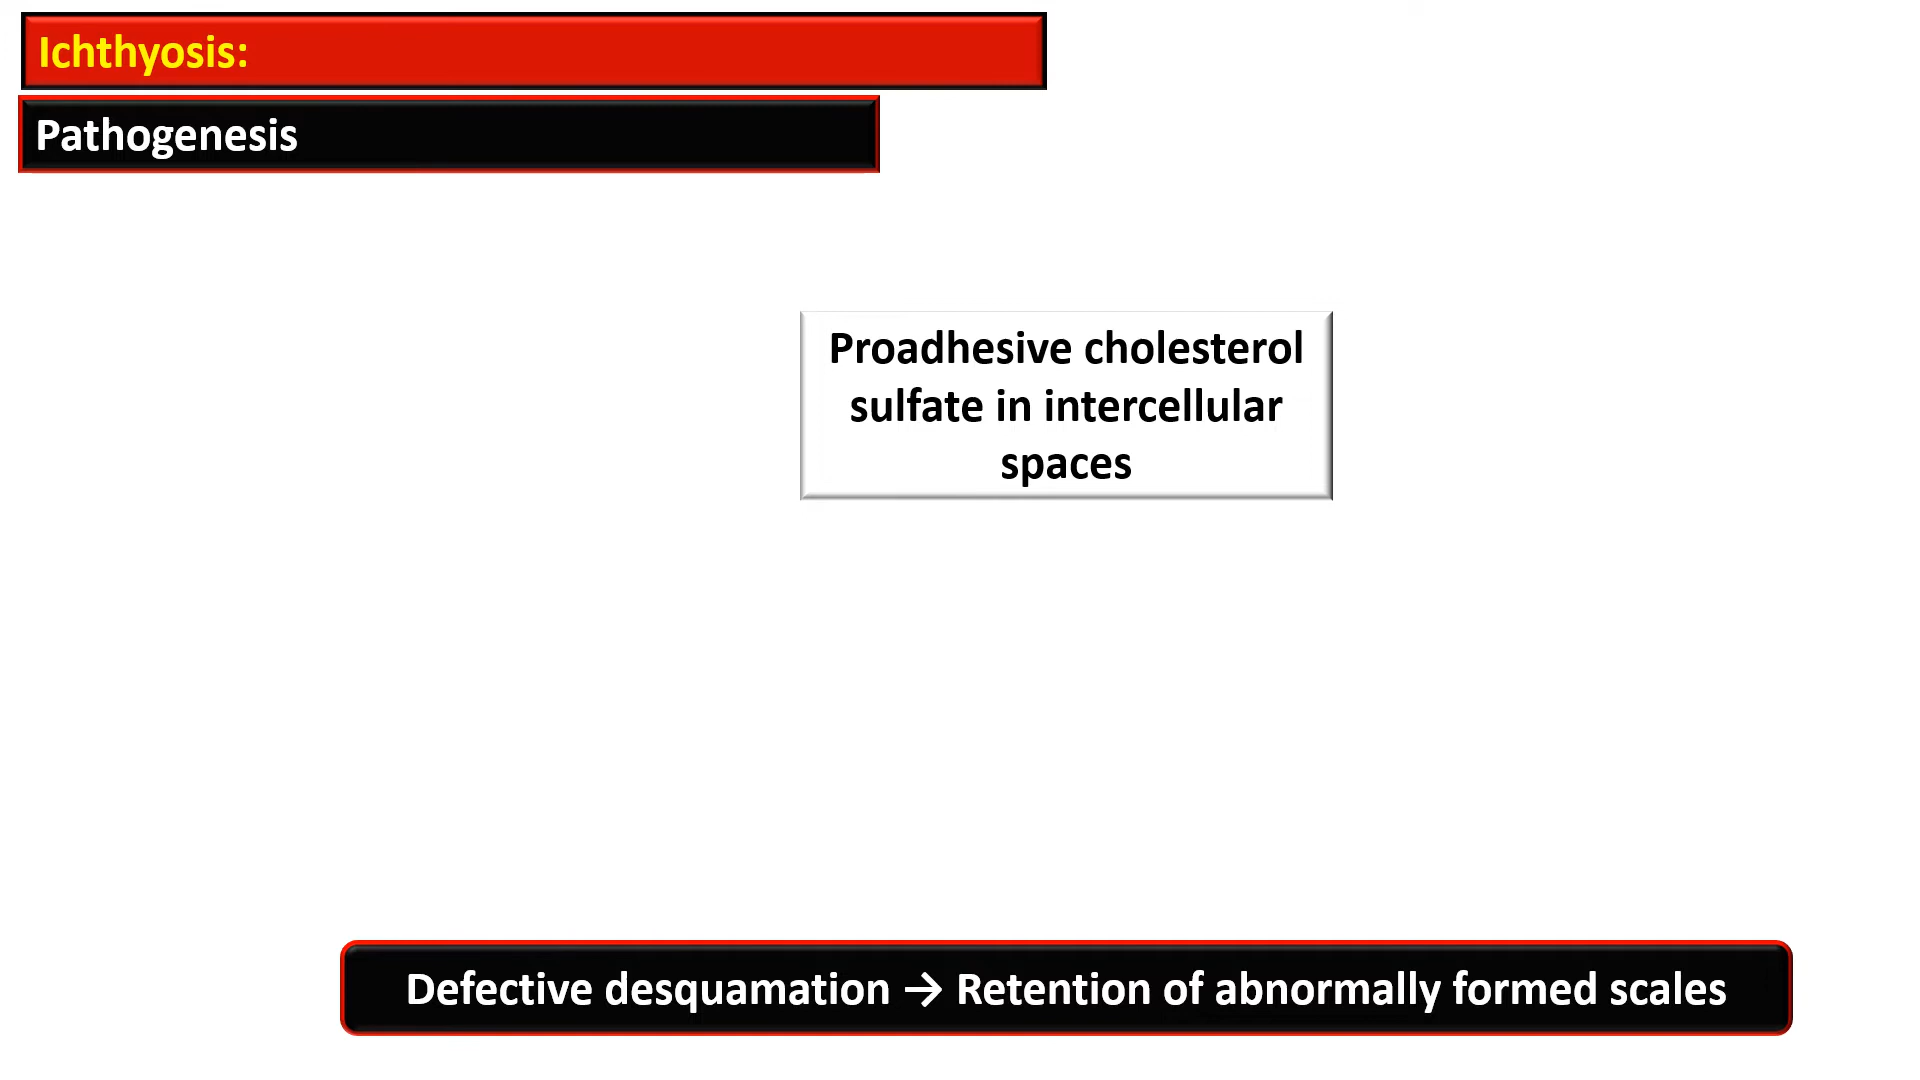 Ichthyosis:
Pathogenesis
Proadhesive cholesterol
sulfate in intercellular
spaces
Defective desquamation → Retention of abnormally formed scales